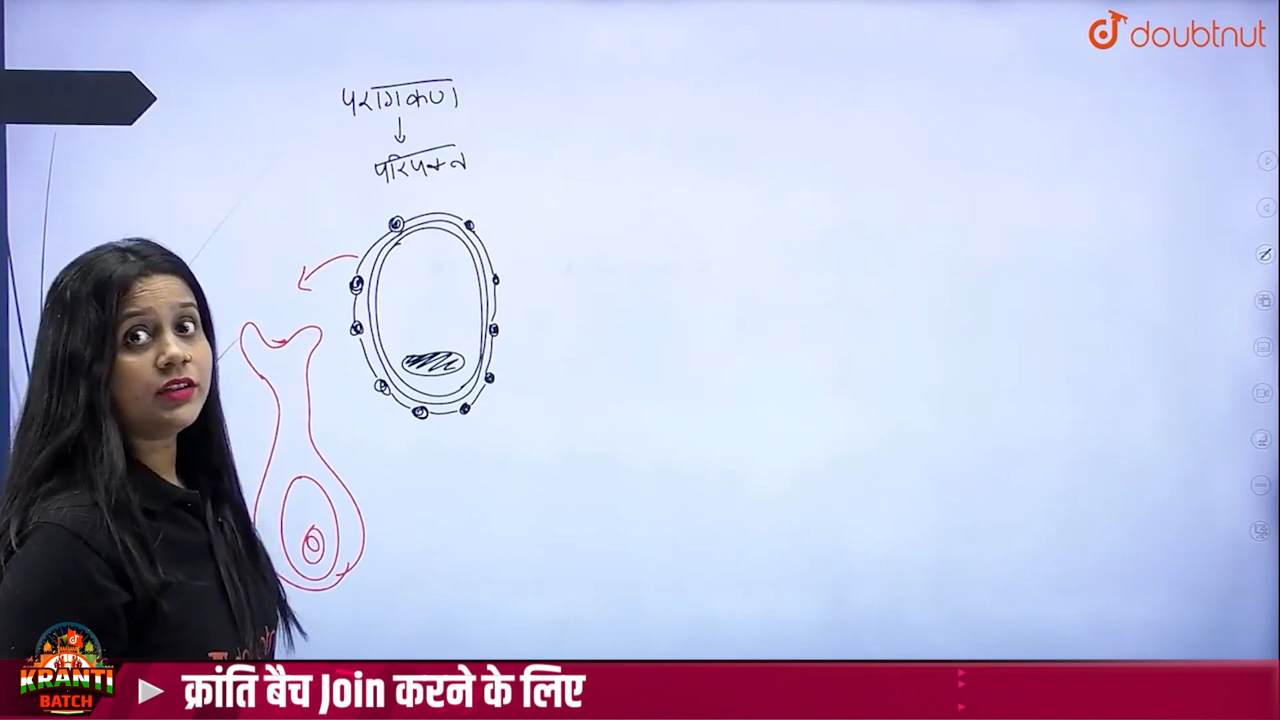 doubtnut
परागकण
↓
परिपक्व
KRANTI
BATCH
क्रांति बैच Join करने के लिए